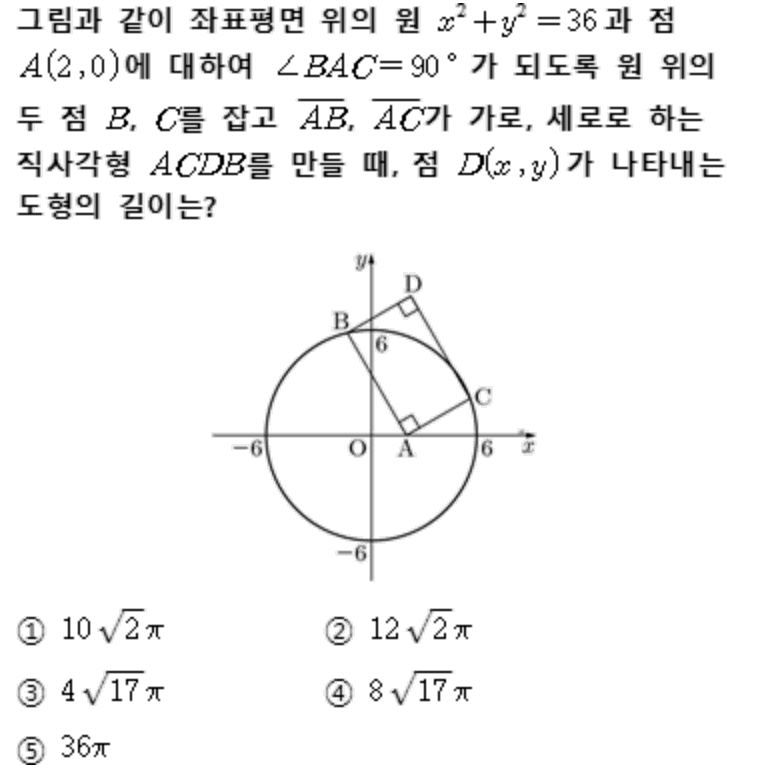 그림과 같이 좌표평면 위의 원 x²+y²=36과 점
A(2,0)에 대하여 ∠BAC=90°가 되도록 원 위의
두 점 B, C를 잡고 \overline{AB}, \overline{AC}가 가로, 세로로 하는
직사각형 ACDB를 만들 때, 점 D(x,y)가 나타내는
도형의 길이는?
y
D
B
6
C
-6 O A 6 x
-6
① 10√2π ② 12√2π
③ 4√17π ④ 8√17π
⑤ 36π